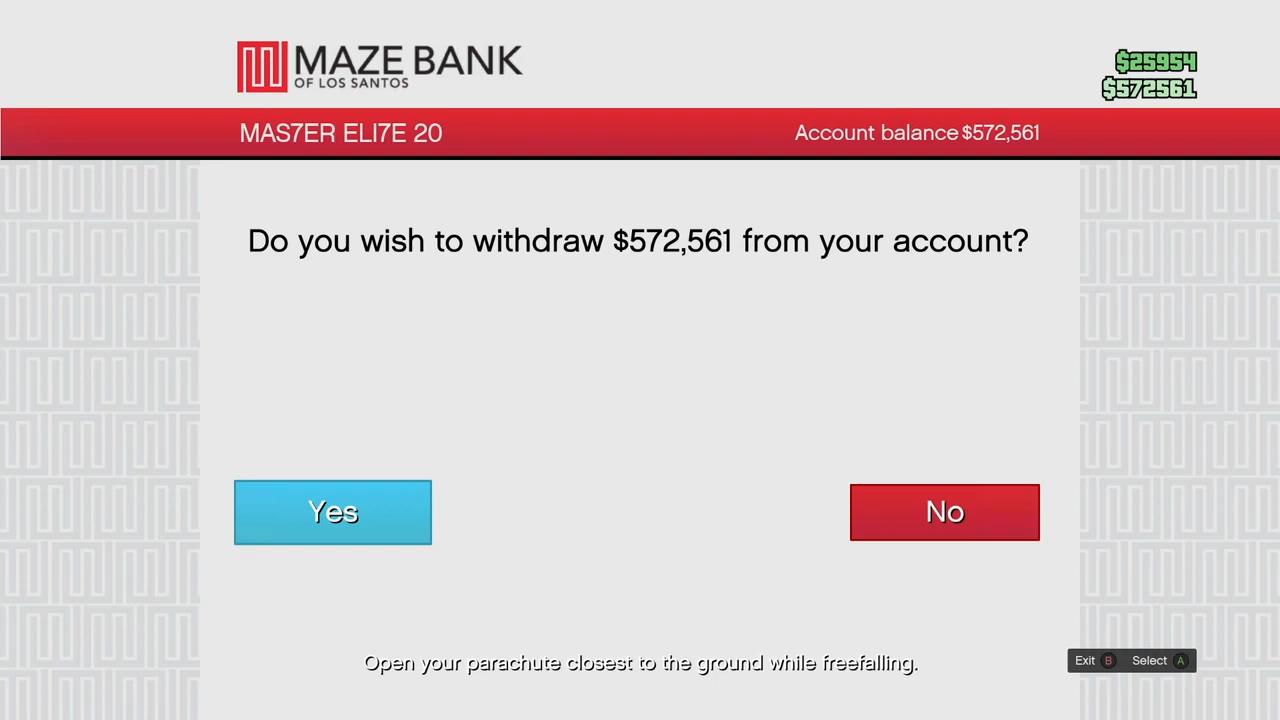 MAZE BANK
OF LOS SANTOS
$25954
$572561
MAS7ER ELI7E 20
Account balance $572,561
Do you wish to withdraw $572,561 from your account?
Yes
No
Open your parachute closest to the ground while freefalling.
Exit B Select A